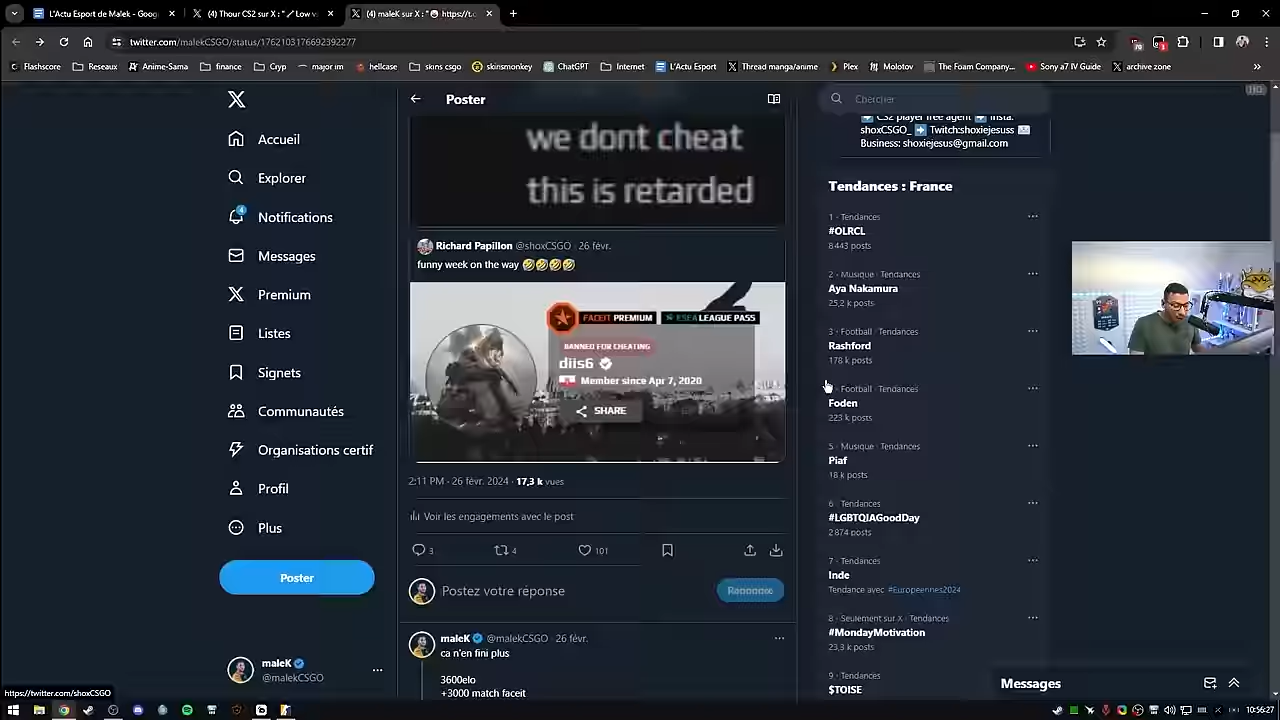 L'Actu Esport de Malek - Goog
(4) Thour CS2 sur X : "
Low v
(4) maleK sur X : "
https://t.c
twitter.com/malekCSGO/status/1762103176692392277
Flashscore
Reseaux
Anime-Sama
finance
Cryp
major im
hellcase
skins csgo
skinsmonkey
ChatGPT
Internet
L'Actu Esport
Thread manga/anime
Plex
Molotov
The Foam Company...
Sony a7 IV Guide
archive zone
»
Accueil
Explorer
4
Notifications
Messages
Premium
Listes
Signets
Communautés
Organisations certif
Profil
Plus
Poster
maleK
@malekCSGO
https://twitter.com/shoxCSGO
Poster
we dont cheat
this is retarded
Richard Papillon @shoxCSGO · 26 févr.
funny week on the way 🤣🤣🤣🤣
FACEIT PREMIUM
ESEA LEAGUE PASS
BANNED FOR CHEATING
diis6
Member since Apr 7, 2020
SHARE
2:11 PM · 26 févr. 2024 · 17,3 k vues
Voir les engagements avec le post
3
4
101
Postez votre réponse
maleK @malekCSGO · 26 févr.
ca n'en fini plus
3600elo
+3000 match faceit
Chercher
CS2 player free agent ➡️ Insta:
shoxCSGO_ ➡️ Twitch:shoxiejesuss
Business: shoxiejesus@gmail.com
Tendances : France
1 · Tendances
#OLRCL
8 443 posts
2 · Musique · Tendances
Aya Nakamura
25,2 k posts
3 · Football · Tendances
Rashford
178 k posts
Football · Tendances
Foden
223 k posts
5 · Musique · Tendances
Piaf
18 k posts
6 · Tendances
#LGBTQIAGoodDay
2 874 posts
7 · Tendances
Inde
Tendance avec #Europeennes2024
8 · Seulement sur X · Tendances
#MondayMotivation
23,3 k posts
9 · Tendances
$TOISE
Messages
10:56:27